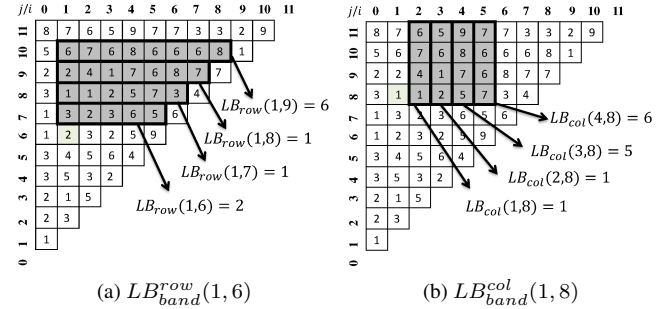 j/i 0 1 2 3 4 5 6 7 8 9 10 11
11 8 7 6 5 9 7 7 3 3 2 9
10 5 6 7 6 8 6 6 6 8 1
9 2 2 4 1 7 6 8 7 7
8 3 1 1 2 5 7 3 4
LB_row(1,9) = 6
7 1 3 2 3 6 5 6
LB_row(1,8) = 1
6 1 2 3 2 5 9
LB_row(1,7) = 1
5 3 4 5 6 4
4 3 5 3 2
LB_row(1,6) = 2
3 2 1 5
2 2 3
1 1
0
(a) LB^row_band(1, 6)
j/i 0 1 2 3 4 5 6 7 8 9 10 11
11 8 7 6 5 9 7 7 3 3 2 9
10 5 6 7 6 8 6 6 6 8 1
9 2 2 4 1 7 6 8 7 7
8 3 1 1 2 5 7 3 4
7 1 3 2 3 6 5 6
LB_col(4,8) = 6
6 1 2 3 2 9
LB_col(3,8) = 5
5 3 4 5 6 4
LB_col(2,8) = 1
4 3 5 3 2
LB_col(1,8) = 1
3 2 1 5
2 2 3
1 1
0
(b) LB^col_band(1, 8)